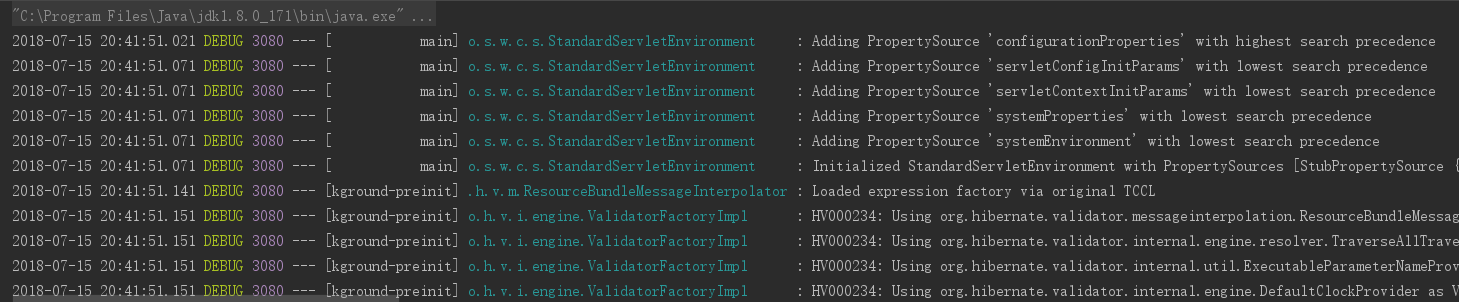 "C:\Program Files\Java\jdk1.8.0_171\bin\java.exe" ...
2018-07-15 20:41:51.021 DEBUG 3080 --- [           main] o.s.w.c.s.StandardServletEnvironment     : Adding PropertySource 'configurationProperties' with highest search precedence
2018-07-15 20:41:51.071 DEBUG 3080 --- [           main] o.s.w.c.s.StandardServletEnvironment     : Adding PropertySource 'servletConfigInitParams' with lowest search precedence
2018-07-15 20:41:51.071 DEBUG 3080 --- [           main] o.s.w.c.s.StandardServletEnvironment     : Adding PropertySource 'servletContextInitParams' with lowest search precedence
2018-07-15 20:41:51.071 DEBUG 3080 --- [           main] o.s.w.c.s.StandardServletEnvironment     : Adding PropertySource 'systemProperties' with lowest search precedence
2018-07-15 20:41:51.071 DEBUG 3080 --- [           main] o.s.w.c.s.StandardServletEnvironment     : Adding PropertySource 'systemEnvironment' with lowest search precedence
2018-07-15 20:41:51.071 DEBUG 3080 --- [           main] o.s.w.c.s.StandardServletEnvironment     : Initialized StandardServletEnvironment with PropertySources [StubPropertySource {
2018-07-15 20:41:51.141 DEBUG 3080 --- [kground-preinit] .h.v.m.ResourceBundleMessageInterpolator : Loaded expression factory via original TCCL
2018-07-15 20:41:51.151 DEBUG 3080 --- [kground-preinit] o.h.v.i.engine.ValidatorFactoryImpl      : HV000234: Using org.hibernate.validator.messageinterpolation.ResourceBundleMessag
2018-07-15 20:41:51.151 DEBUG 3080 --- [kground-preinit] o.h.v.i.engine.ValidatorFactoryImpl      : HV000234: Using org.hibernate.validator.internal.engine.resolver.TraverseAllTrave
2018-07-15 20:41:51.151 DEBUG 3080 --- [kground-preinit] o.h.v.i.engine.ValidatorFactoryImpl      : HV000234: Using org.hibernate.validator.internal.util.ExecutableParameterNameProv
2018-07-15 20:41:51.151 DEBUG 3080 --- [kground-preinit] o.h.v.i.engine.ValidatorFactoryImpl      : HV000234: Using org.hibernate.validator.internal.engine.DefaultClockProvider as V